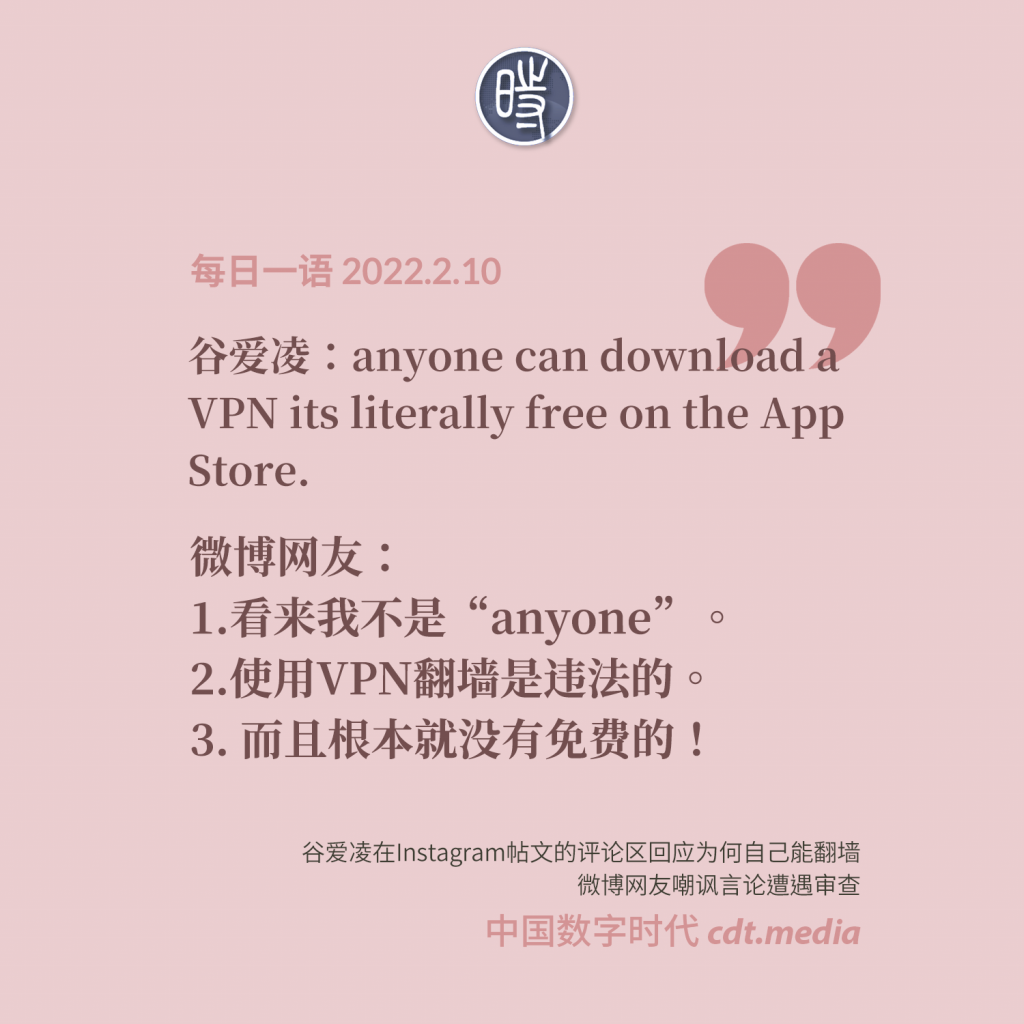 時
每日一语 2022.2.10
谷爱凌：anyone can download a
VPN its literally free on the App
Store.
微博网友：
1.看来我不是“anyone”。
2.使用VPN翻墙是违法的。
3. 而且根本就没有免费的！
谷爱凌在Instagram帖文的评论区回应为何自己能翻墙
微博网友嘲讽言论遭遇审查
中国数字时代 cdt.media